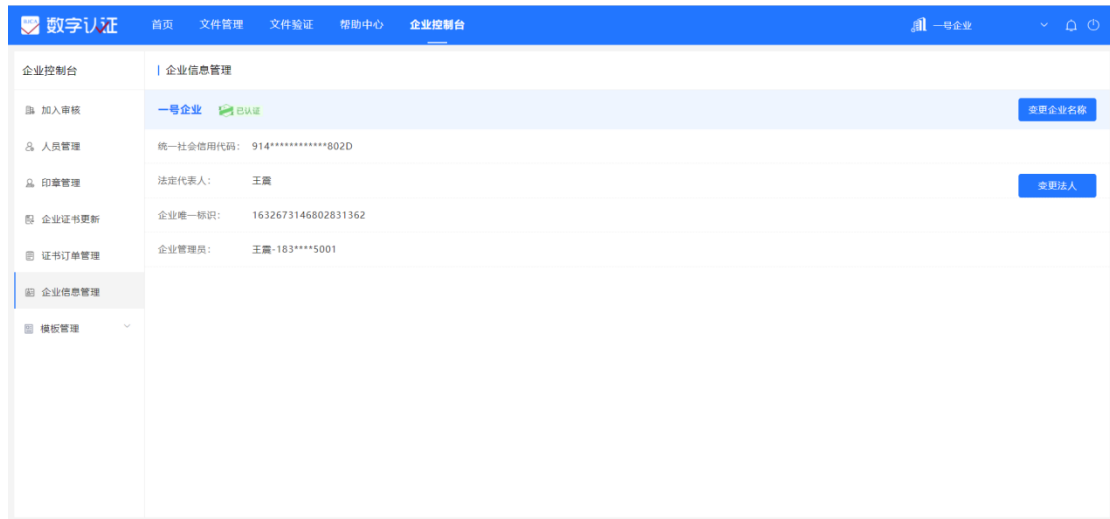 BJCA 数字认证 首页 文件管理 文件验证 帮助中心 企业控制台 一号企业
企业控制台
企业信息管理
加入审核
一号企业 已认证 变更企业名称
人员管理
统一社会信用代码: 914************802D
印章管理
法定代表人: 王震 变更法人
企业证书更新
企业唯一标识: 1632673146802831362
证书订单管理
企业管理员: 王震-183****5001
企业信息管理
模板管理